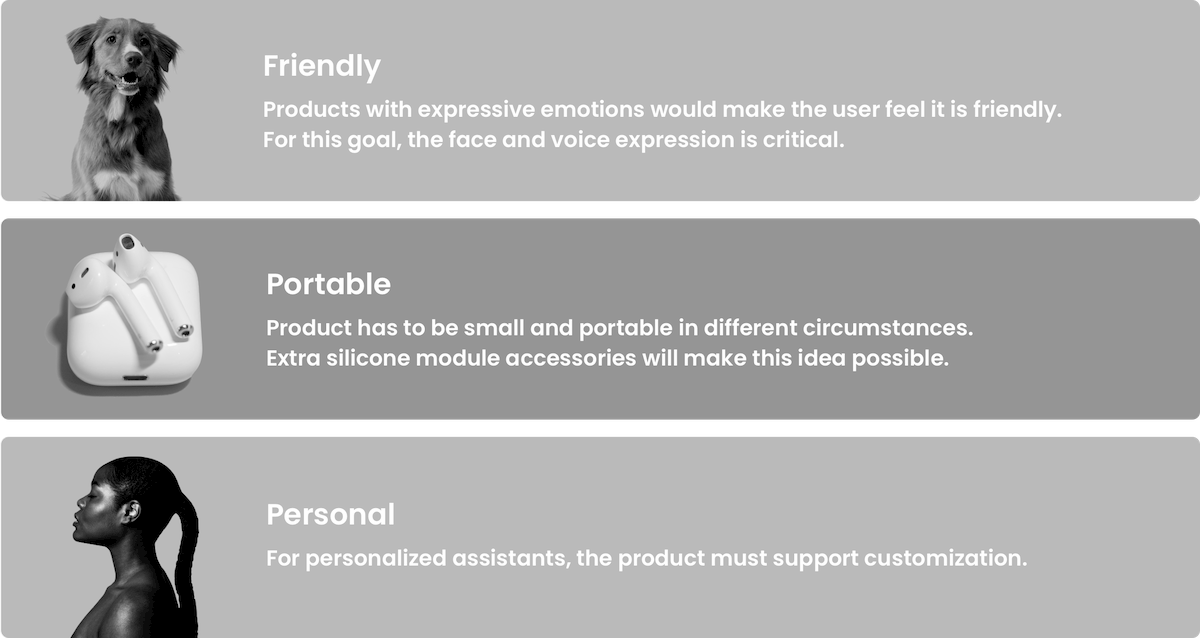 Friendly
Products with expressive emotions would make the user feel it is friendly.
For this goal, the face and voice expression is critical.
Portable
Product has to be small and portable in different circumstances.
Extra silicone module accessories will make this idea possible.
Personal
For personalized assistants, the product must support customization.